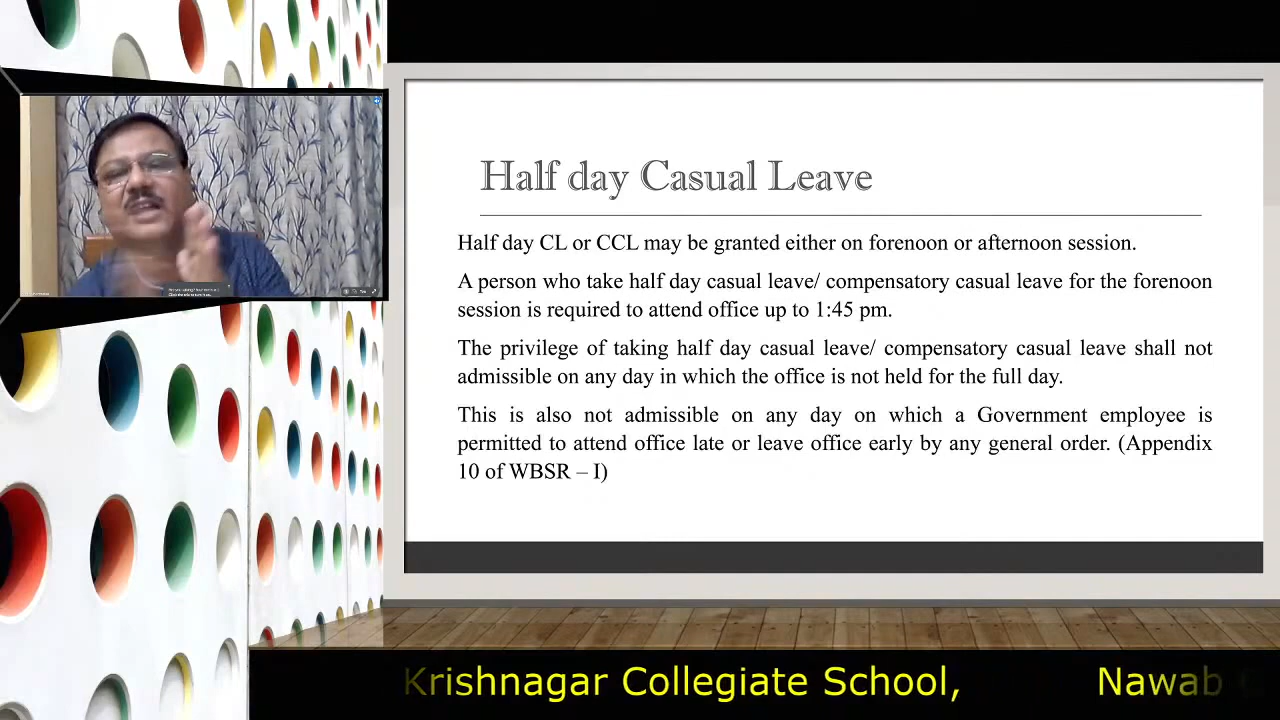 Half day Casual Leave
Half day CL or CCL may be granted either on forenoon or afternoon session.
A person who take half day casual leave/ compensatory casual leave for the forenoon
session is required to attend office up to 1:45 pm.
The privilege of taking half day casual leave/ compensatory casual leave shall not
admissible on any day in which the office is not held for the full day.
This is also not admissible on any day on which a Government employee is
permitted to attend office late or leave office early by any general order. (Appendix
10 of WBSR – I)
Krishnagar Collegiate School, Nawab